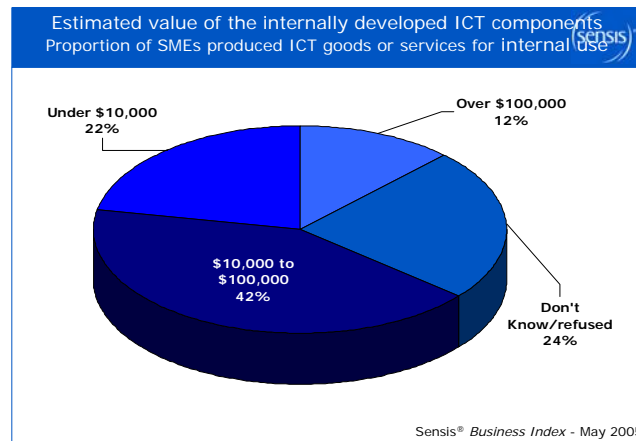 Estimated value of the internally developed ICT components
Proportion of SMEs produced ICT goods or services for internal use
sensis
Under $10,000
22%
Over $100,000
12%
$10,000 to
$100,000
42%
Don't
Know/refused
24%
Sensis® Business Index - May 2005